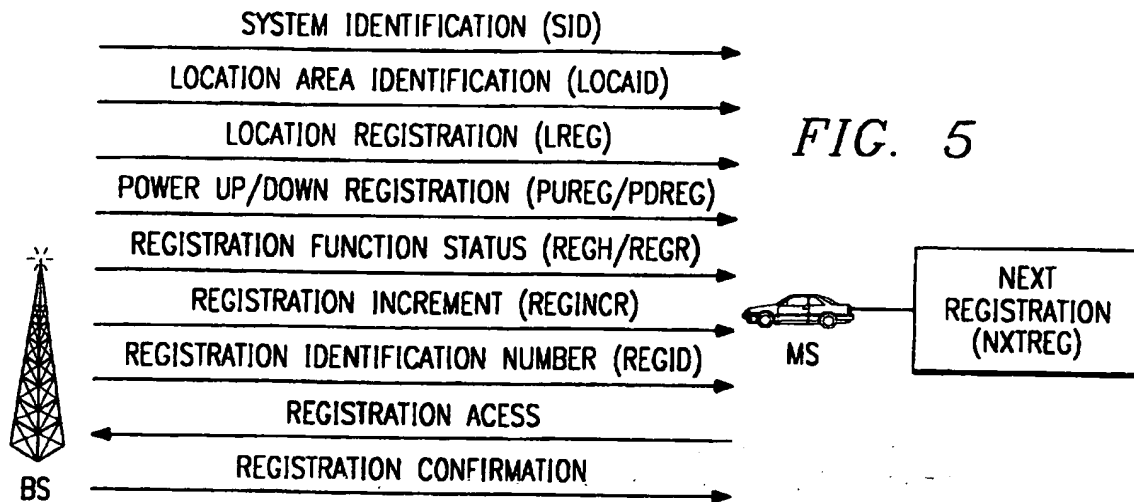 SYSTEM IDENTIFICATION (SID)
LOCATION AREA IDENTIFICATION (LOCAID)
LOCATION REGISTRATION (LREG)
POWER UP/DOWN REGISTRATION (PUREG/PDREG)
REGISTRATION FUNCTION STATUS (REGH/REGR)
REGISTRATION INCREMENT (REGINCR)
REGISTRATION IDENTIFICATION NUMBER (REGID)
REGISTRATION ACESS
REGISTRATION CONFIRMATION
BS
FIG. 5
MS
NEXT
REGISTRATION
(NXTREG)